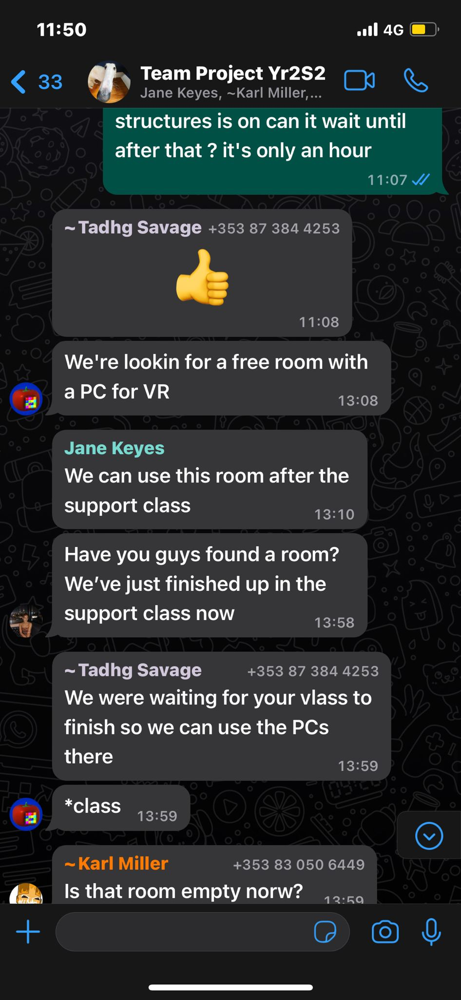 11:50
4G
33
Team Project Yr2S2
Jane Keyes, ~Karl Miller,...
structures is on can it wait until
after that ? it's only an hour
11:07
~Tadhg Savage +353 87 384 4253
11:08
We're lookin for a free room with
a PC for VR
13:08
Jane Keyes
We can use this room after the
support class
13:10
Have you guys found a room?
We’ve just finished up in the
support class now
13:58
~Tadhg Savage +353 87 384 4253
We were waiting for your vlass to
finish so we can use the PCs
there
13:59
*class
13:59
~Karl Miller +353 83 050 6449
Is that room empty norw?
13:59